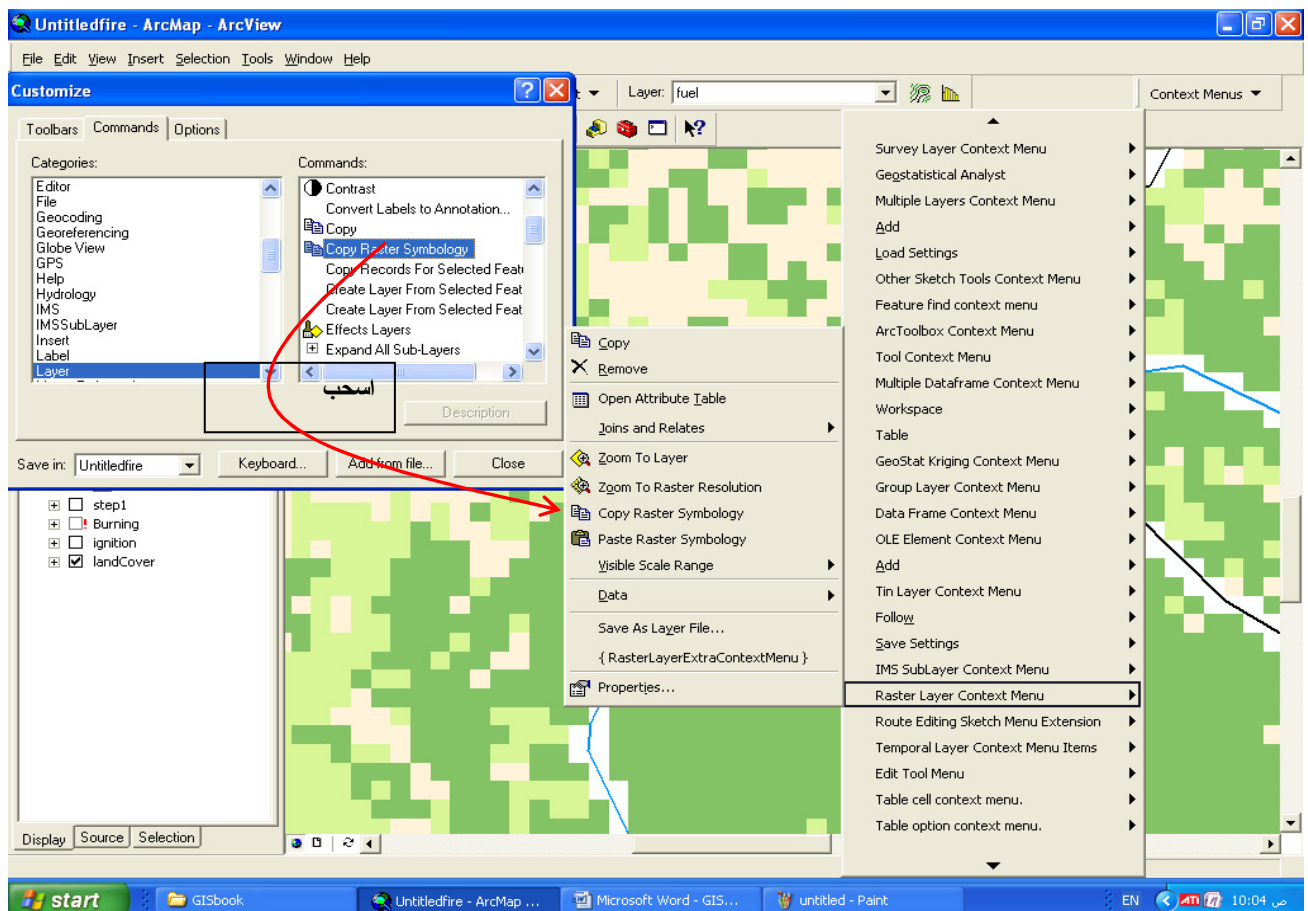 Untitledfire - ArcMap - ArcView
File Edit View Insert Selection Tools Window Help
Customize
Layer: fuel
Context Menus
Toolbars Commands Options
Categories:
Editor
File
Geocoding
Georeferencing
Globe View
GPS
Help
Hydrology
IMS
IMSSubLayer
Insert
Label
Layer
Commands:
Contrast
Convert Labels to Annotation...
Copy
Copy Raster Symbology
Copy Records For Selected Feat
Create Layer From Selected Feat
Create Layer From Selected Feat
Effects Layers
Expand All Sub-Layers
اسحب
Description
Save in: Untitledfire Keyboard... Add from file... Close
step1
Burning
ignition
landCover
Display Source Selection
Copy
Remove
Open Attribute Table
Joins and Relates
Zoom To Layer
Zoom To Raster Resolution
Copy Raster Symbology
Paste Raster Symbology
Visible Scale Range
Data
Save As Layer File...
{ RasterLayerExtraContextMenu }
Properties...
Survey Layer Context Menu
Geostatistical Analyst
Multiple Layers Context Menu
Add
Load Settings
Other Sketch Tools Context Menu
Feature find context menu
ArcToolbox Context Menu
Tool Context Menu
Multiple Dataframe Context Menu
Workspace
Table
GeoStat Kriging Context Menu
Group Layer Context Menu
Data Frame Context Menu
OLE Element Context Menu
Add
Tin Layer Context Menu
Follow
Save Settings
IMS SubLayer Context Menu
Raster Layer Context Menu
Route Editing Sketch Menu Extension
Temporal Layer Context Menu Items
Edit Tool Menu
Table cell context menu.
Table option context menu.
start GISbook Untitledfire - ArcMap ... Microsoft Word - GIS... untitled - Paint EN ATI 10:04 ص